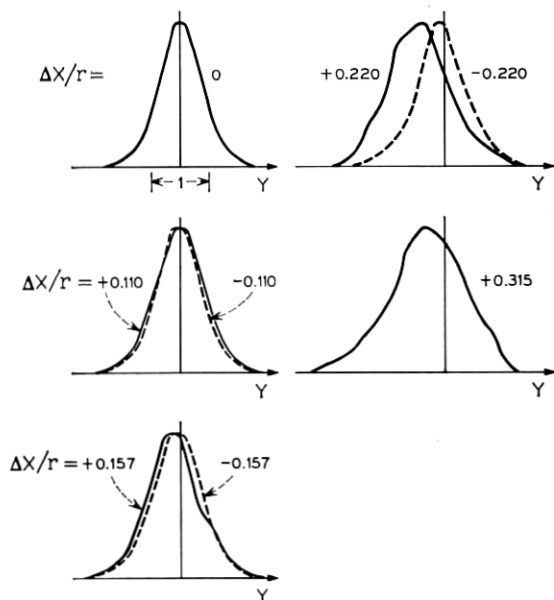 ΔX/r = 0
+0.220 -0.220
1
Y Y
ΔX/r = +0.110 -0.110
+0.315
Y Y
ΔX/r = +0.157 -0.157
Y